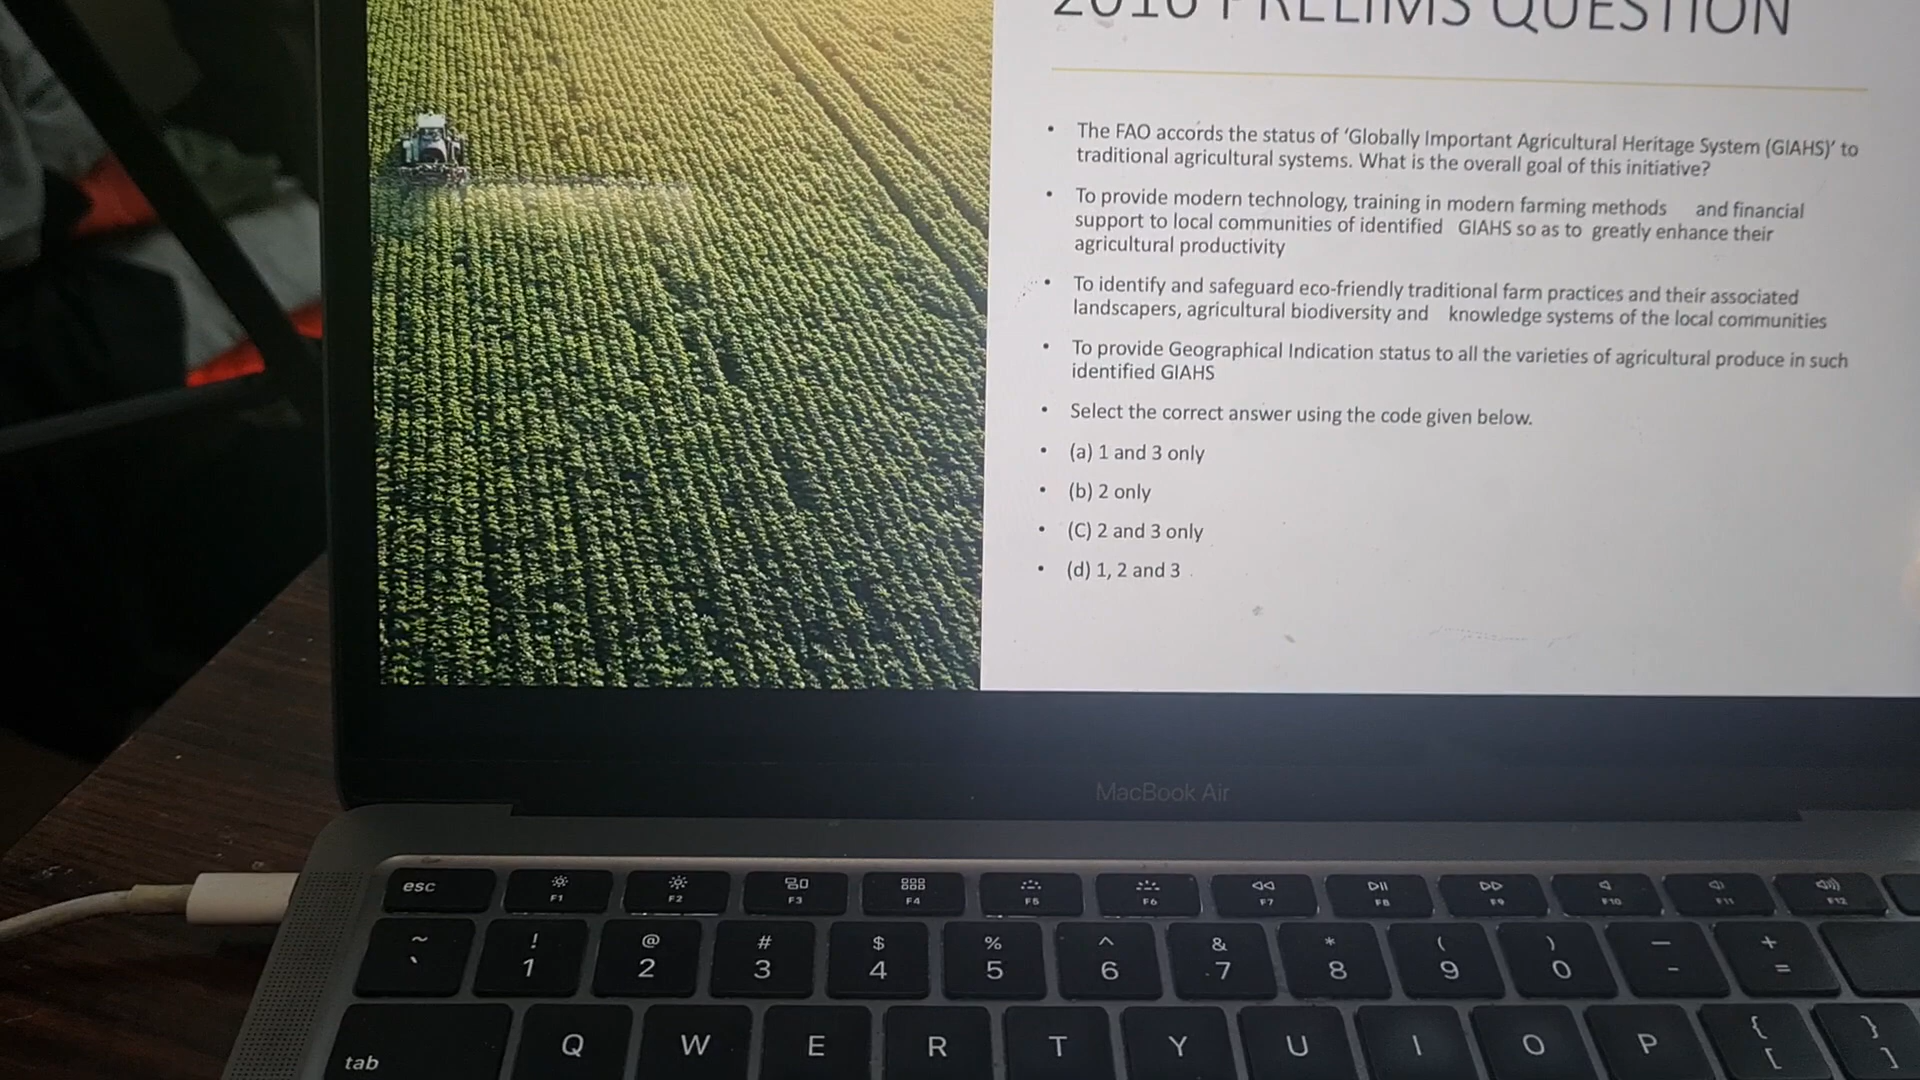 2016 PRELIMS QUESTION
• The FAO accords the status of ‘Globally Important Agricultural Heritage System (GIAHS)’ to
traditional agricultural systems. What is the overall goal of this initiative?
• To provide modern technology, training in modern farming methods and financial
support to local communities of identified GIAHS so as to greatly enhance their
agricultural productivity
• To identify and safeguard eco-friendly traditional farm practices and their associated
landscapers, agricultural biodiversity and knowledge systems of the local communities
• To provide Geographical Indication status to all the varieties of agricultural produce in such
identified GIAHS
• Select the correct answer using the code given below.
• (a) 1 and 3 only
• (b) 2 only
• (C) 2 and 3 only
• (d) 1, 2 and 3
MacBook Air
esc F1 F2 F3 F4 F5 F6 F7 F8 F9 F10 F11 F12
~ ! @ # $ % ^ & * ( ) — +
` 1 2 3 4 5 6 7 8 9 0 - =
tab Q W E R T Y U I O P { }
[ ]